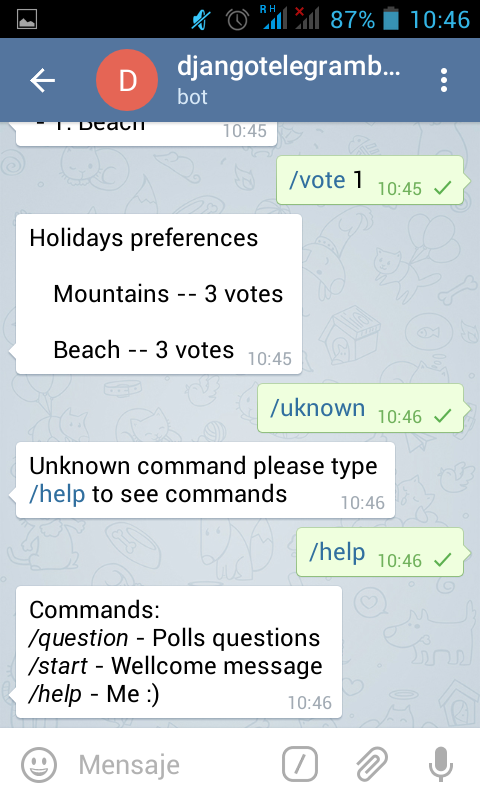 R H
87% 10:46
D
djangotelegramb...
bot
- 1. Beach
10:45
/vote 1 10:45
Holidays preferences
Mountains -- 3 votes
Beach -- 3 votes 10:45
/uknown 10:46
Unknown command please type
/help to see commands 10:46
/help 10:46
Commands:
/question - Polls questions
/start - Wellcome message
/help - Me :) 10:46
Mensaje